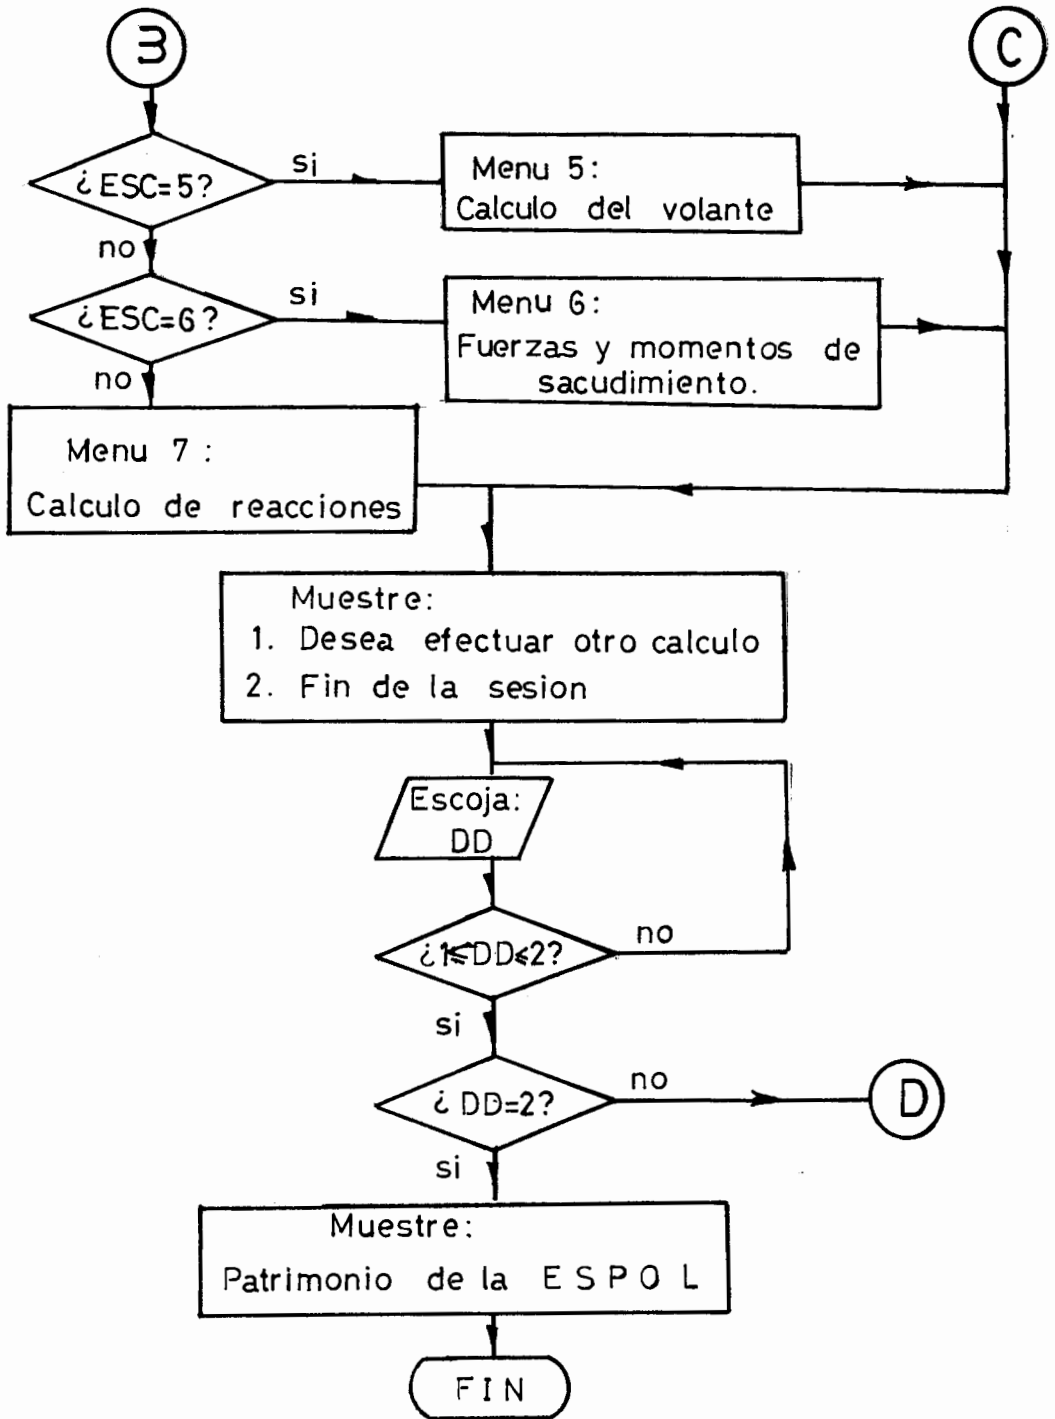 B
C
¿ESC=5?
si
Menu 5:
Calculo del volante
no
¿ESC=6?
si
Menu 6:
Fuerzas y momentos de
sacudimiento.
no
Menu 7:
Calculo de reacciones
Muestre:
1. Desea efectuar otro calculo
2. Fin de la sesion
Escoja:
DD
¿1≤DD≤2?
no
si
¿DD=2?
no
D
si
Muestre:
Patrimonio de la E S P O L
FIN